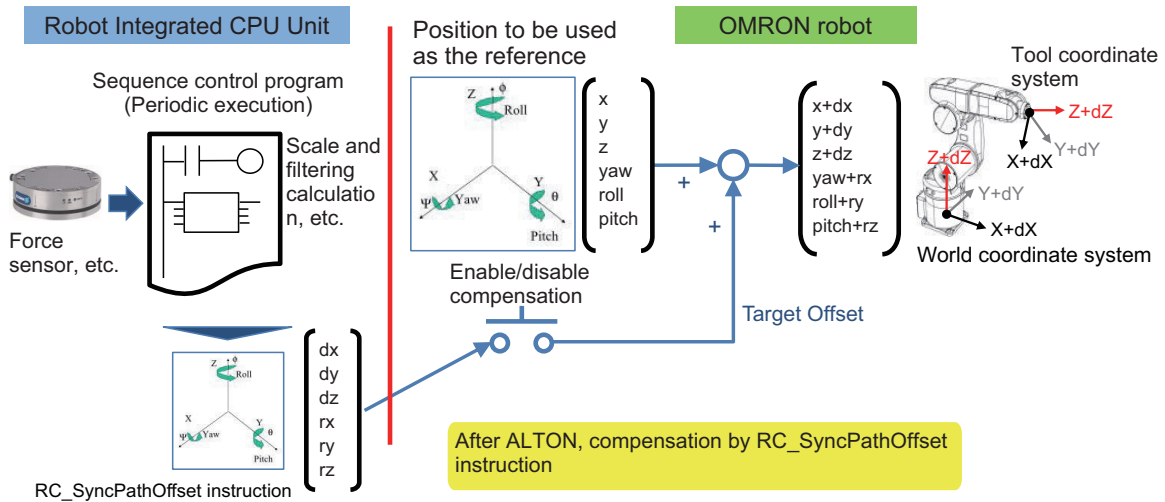 Robot Integrated CPU Unit
Sequence control program
(Periodic execution)
Force
sensor, etc.
Scale and
filtering
calculatio
n, etc.
Z
ϕ
Roll
X
Ψ
Yaw
Y
θ
Pitch
dx
dy
dz
rx
ry
rz
RC_SyncPathOffset instruction
Position to be used
as the reference
OMRON robot
Z
ϕ
Roll
X
Ψ
Yaw
Y
θ
Pitch
x
y
z
yaw
roll
pitch
+
+
Enable/disable
compensation
Target Offset
x+dx
y+dy
z+dz
yaw+rx
roll+ry
pitch+rz
Tool coordinate
system
Z+dZ
Y+dY
X+dX
Z+dZ
Y+dY
X+dX
World coordinate system
After ALTON, compensation by RC_SyncPathOffset
instruction